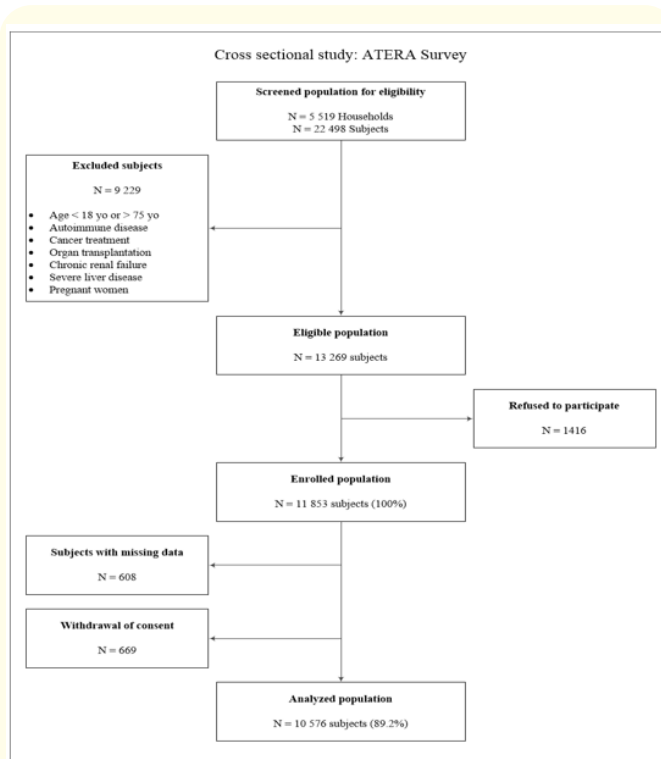 Cross sectional study: ATERA Survey
Screened population for eligibility
N = 5 519 Households
N = 22 498 Subjects
Excluded subjects
N = 9 229
• Age < 18 yo or > 75 yo
• Autoimmune disease
• Cancer treatment
• Organ transplantation
• Chronic renal failure
• Severe liver disease
• Pregnant women
Eligible population
N = 13 269 subjects
Refused to participate
N = 1416
Enrolled population
N = 11 853 subjects (100%)
Subjects with missing data
N = 608
Withdrawal of consent
N = 669
Analyzed population
N = 10 576 subjects (89.2%)